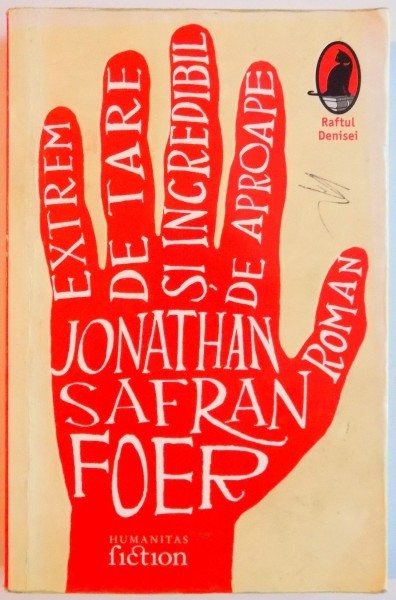 EXTREM
DE TARE
ȘI INCREDIBIL
DE APROAPE
ROMAN
JONATHAN
SAFRAN
FOER
HUMANITAS
fiction
Raftul
Denisei